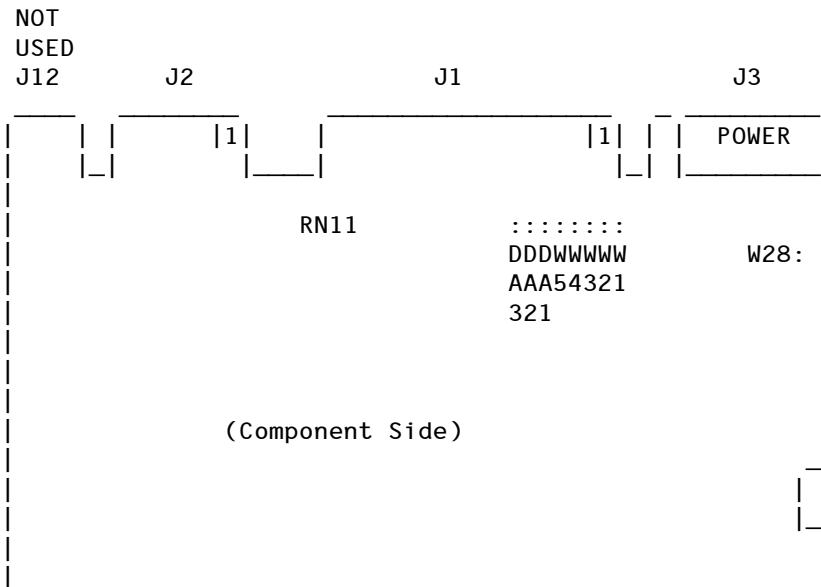 NOT
USED
J12 J2 J1 J3
1 1 POWER
RN11 ::::::::
DDDWWWWW W28:
AAA54321
321
(Component Side)